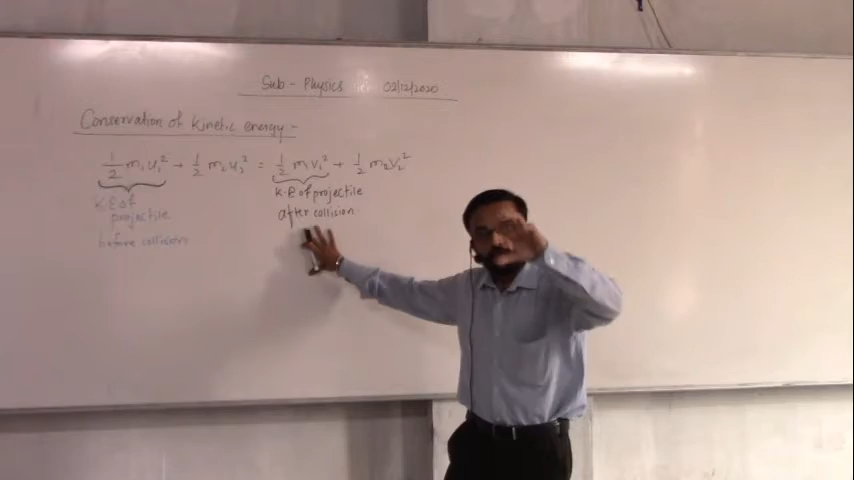 Sub - Physics 02/12/2020
Conservation of kinetic energy -
1/2 m₁u₁² + 1/2 m₂u₂² = 1/2 m₁v₁² + 1/2 m₂v₂²
K.E of projectile before collision
K.E of projectile after collision